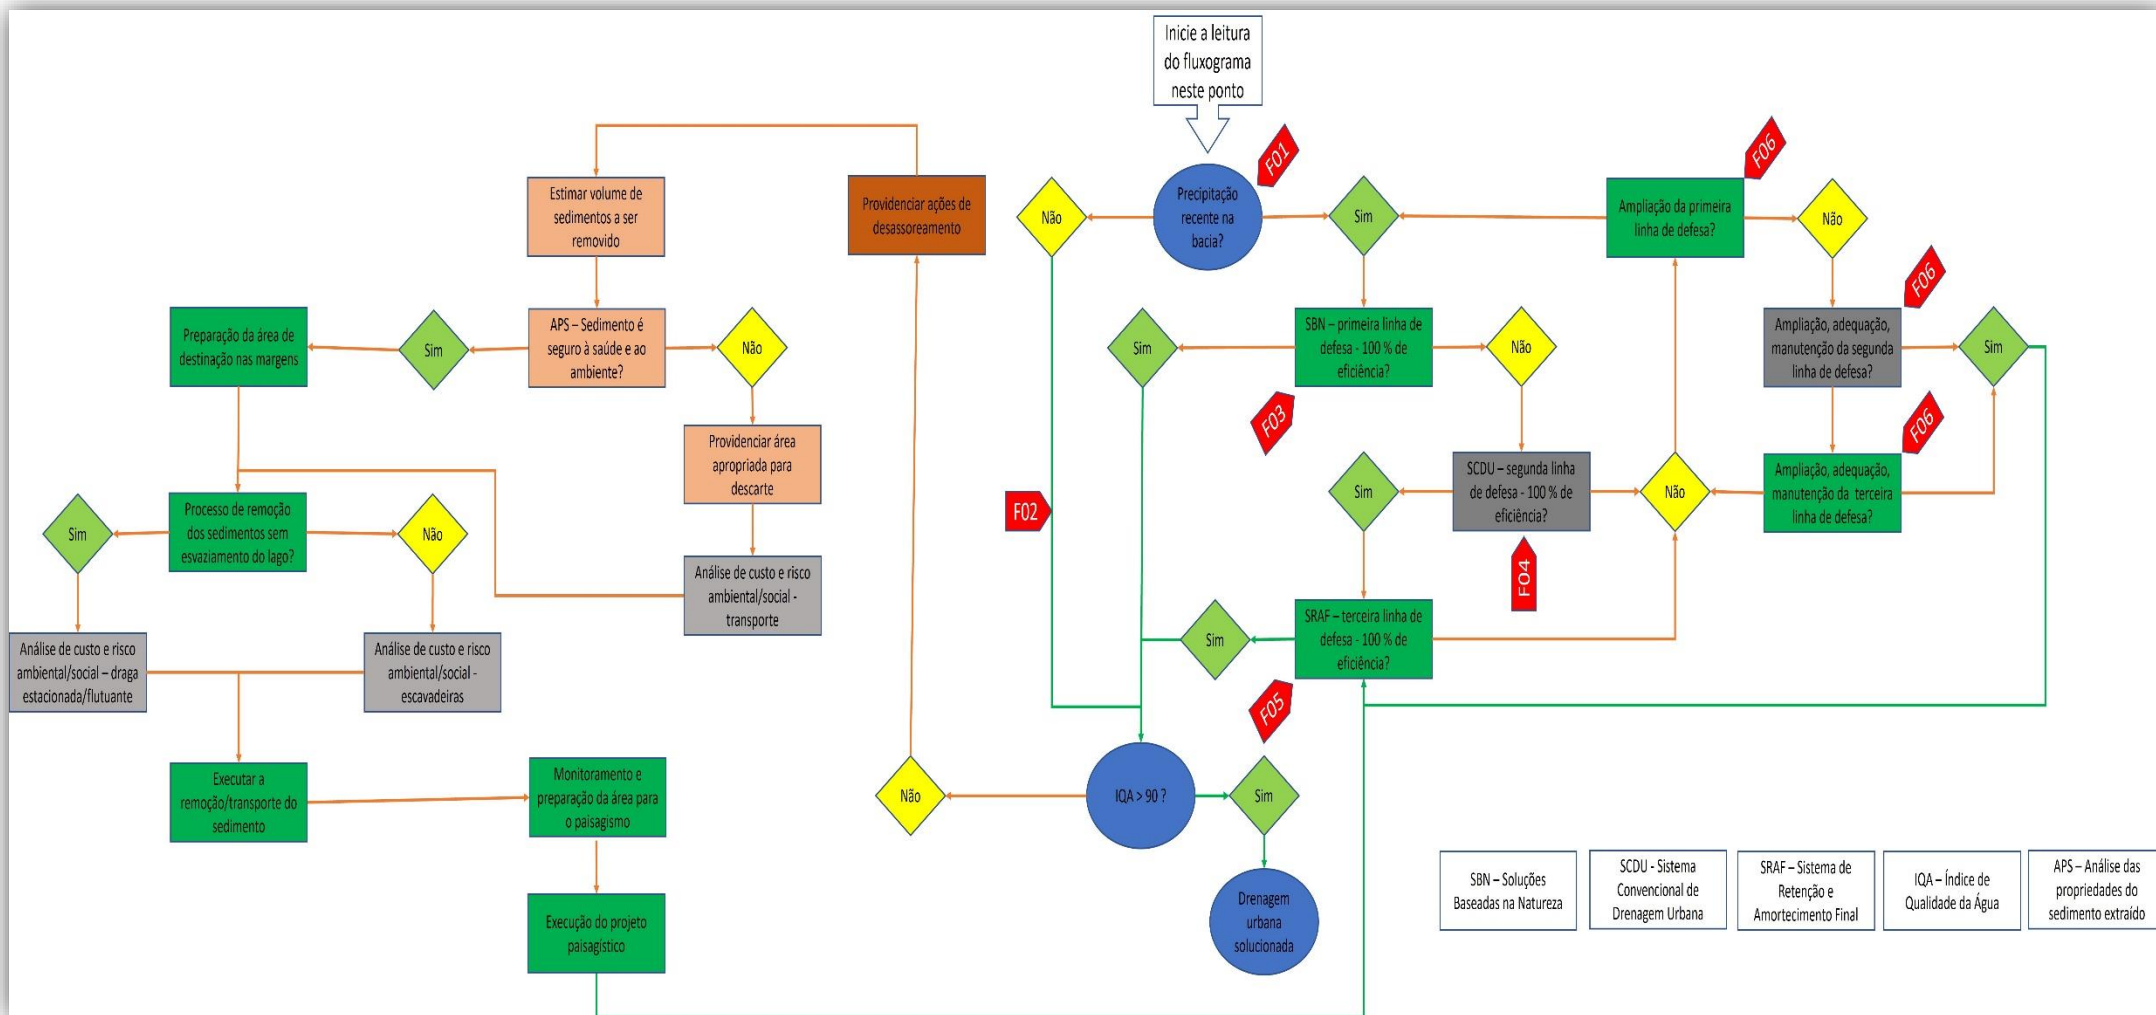 Inicie a leitura
do fluxograma
neste ponto
F01
Precipitação
recente na
bacia?
Não
Sim
Ampliação da primeira
linha de defesa?
F06
Não
Providenciar ações de
desassoreamento
Estimar volume de
sedimentos a ser
removido
Preparação da área de
destinação nas margens
Sim
APS – Sedimento é
seguro à saúde e ao
ambiente?
Não
Sim
SBN – primeira linha de
defesa - 100 % de
eficiência?
Não
F03
Ampliação, adequação,
manutenção da segunda
linha de defesa?
F06
Sim
Providenciar área
apropriada para
descarte
Sim
Processo de remoção
dos sedimentos sem
esvaziamento do lago?
Não
F02
Sim
SCDU – segunda linha
de defesa - 100 % de
eficiência?
F04
Não
Ampliação, adequação,
manutenção da terceira
linha de defesa?
F06
Análise de custo e risco
ambiental/social -
transporte
Análise de custo e risco
ambiental/social – draga
estacionada/flutuante
Análise de custo e risco
ambiental/social -
escavadeiras
Sim
SRAF – terceira linha de
defesa - 100 % de
eficiência?
F05
Executar a
remoção/transporte do
sedimento
Monitoramento e
preparação da área para
o paisagismo
Não
IQA > 90 ?
Sim
Execução do projeto
paisagístico
Drenagem
urbana
solucionada
SBN – Soluções
Baseadas na Natureza
SCDU - Sistema
Convencional de
Drenagem Urbana
SRAF – Sistema de
Retenção e
Amortecimento Final
IQA – Índice de
Qualidade da Água
APS – Análise das
propriedades do
sedimento extraído